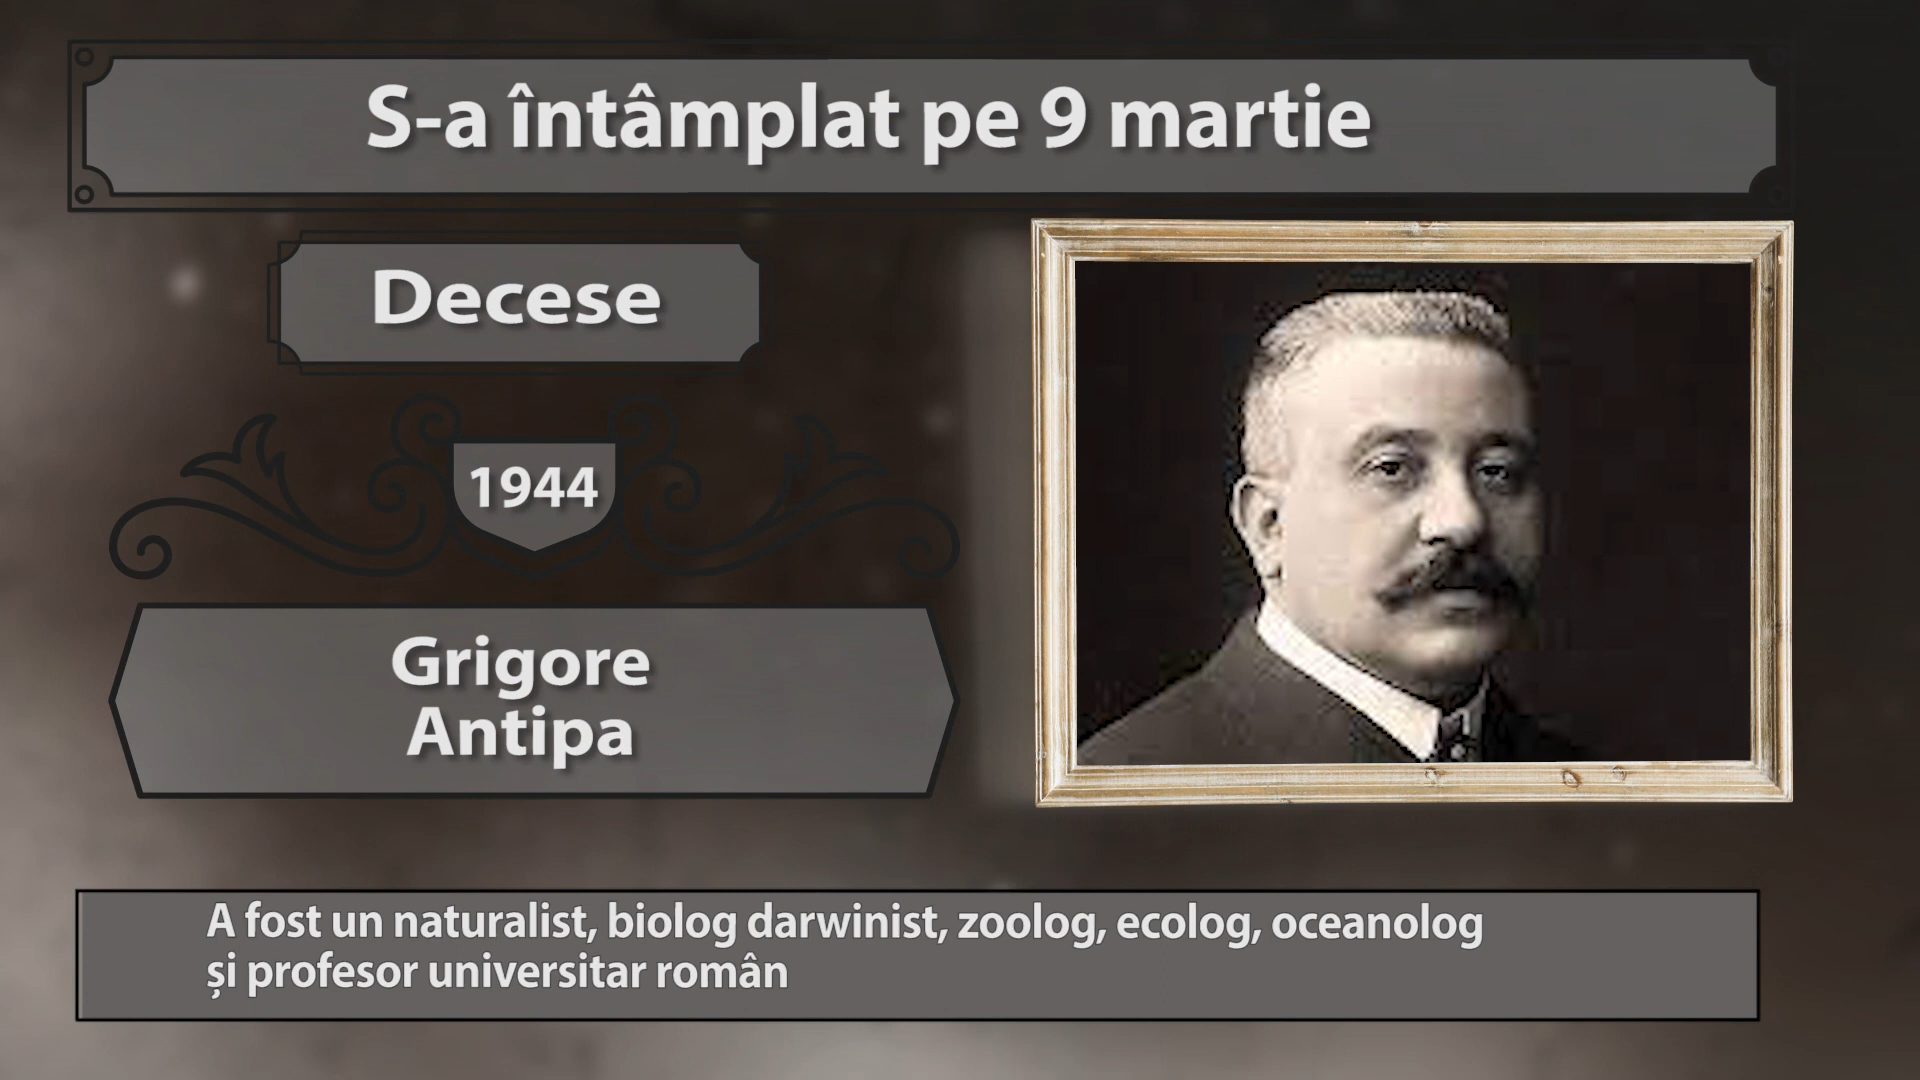 S-a întâmplat pe 9 martie
Decese
1944
Grigore
Antipa
A fost un naturalist, biolog darwinist, zoolog, ecolog, oceanolog
și profesor universitar român